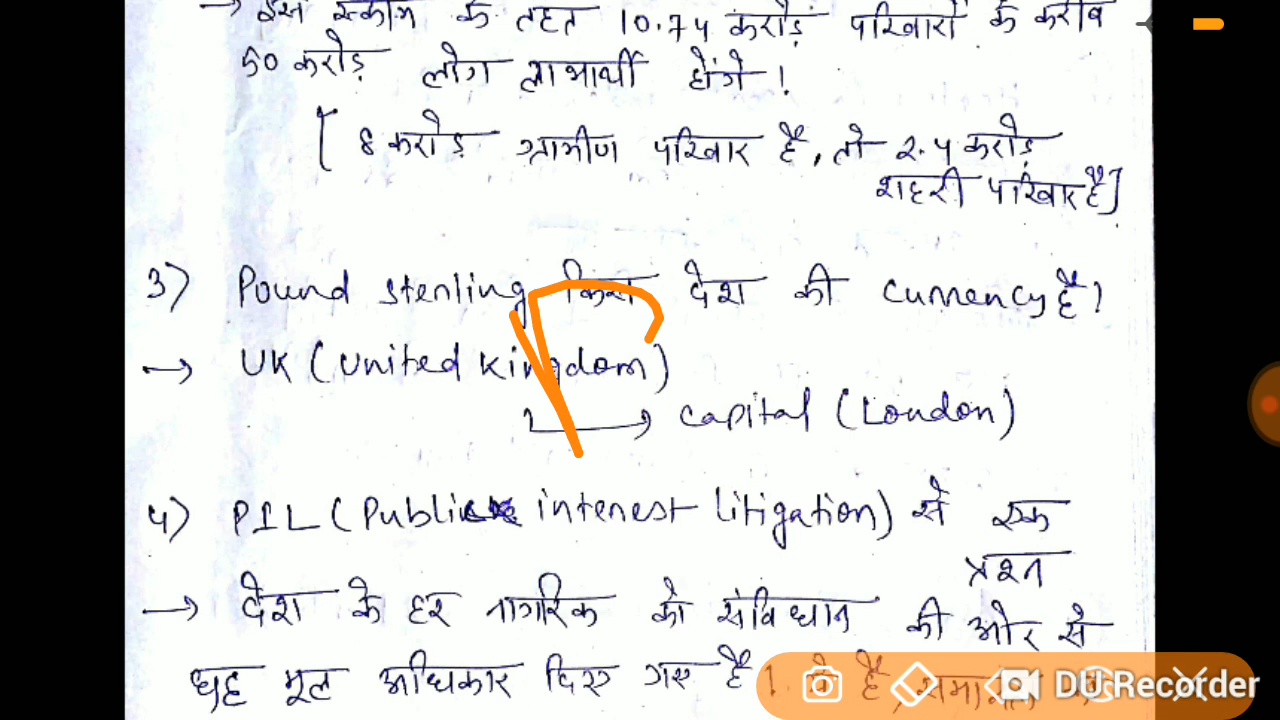 → इस स्कीम के तहत 10.74 करोड़ परिवारों के करीब
50 करोड़ लोग लाभार्थी होंगे।
[ 8 करोड़ ग्रामीण परिवार हैं, तो 2.4 करोड़
शहरी परिवार हैं]
3) Pound sterling किस देश की currency है?
→ UK (United Kingdom)
→ capital (London)
4) PIL (Public interest litigation) से एक
प्रश्न
→ देश के हर नागरिक को संविधान की ओर से
छह मूल अधिकार दिए गए हैं। वे हैं, समानता
DU Recorder